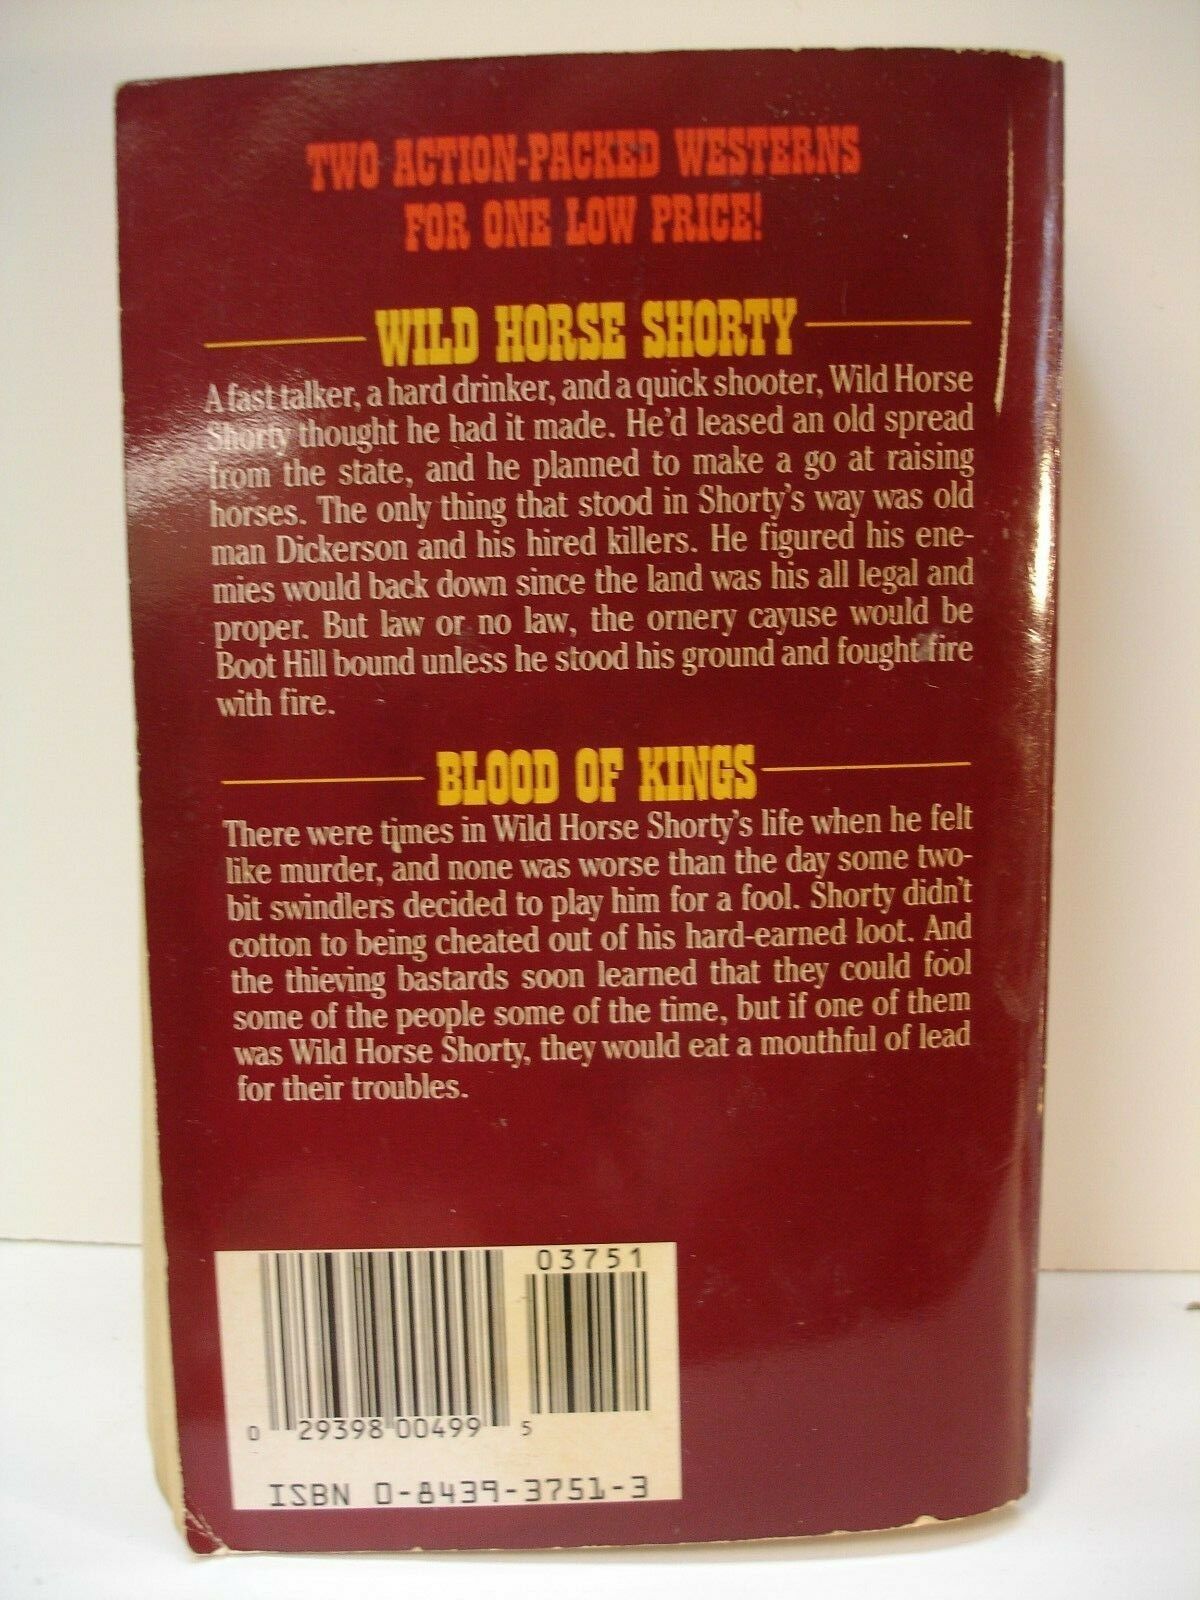 TWO ACTION-PACKED WESTERNS
FOR ONE LOW PRICE!
WILD HORSE SHORTY
A fast talker, a hard drinker, and a quick shooter, Wild Horse
Shorty thought he had it made. He'd leased an old spread
from the state, and he planned to make a go at raising
horses. The only thing that stood in Shorty's way was old
man Dickerson and his hired killers. He figured his ene-
mies would back down since the land was his all legal and
proper. But law or no law, the ornery cayuse would be
Boot Hill bound unless he stood his ground and fought fire
with fire.
BLOOD OF KINGS
There were times in Wild Horse Shorty's life when he felt
like murder, and none was worse than the day some two-
bit swindlers decided to play him for a fool. Shorty didn't
cotton to being cheated out of his hard-earned loot. And
the thieving bastards soon learned that they could fool
some of the people some of the time, but if one of them
was Wild Horse Shorty, they would eat a mouthful of lead
for their troubles.
03751
0 29398 00499 5
ISBN 0-8439-3751-3